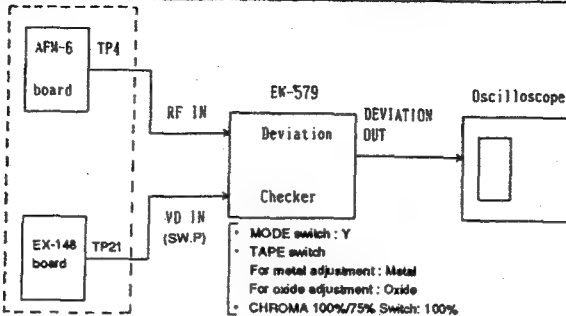 AFM-6
board
TP4
RF IN
EX-148
board
TP21
VD IN
(SW.P)
EW-579
Deviation
Checker
DEVIATION
OUT
Oscilloscope
• MODE switch : Y
• TAPE switch
For metal adjustment : Metal
For oxide adjustment : Oxide
• CHROMA 100%/75% Switch: 100%